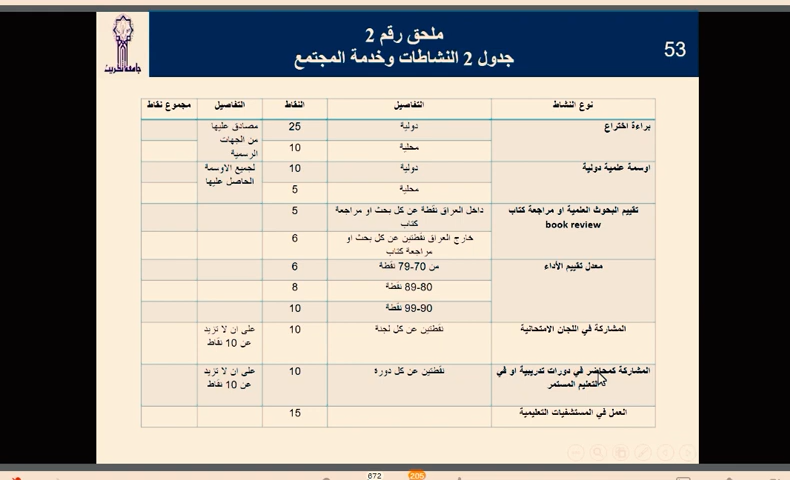 ملحق رقم 2
جدول 2 النشاطات وخدمة المجتمع
53
نوع النشاط التفاصيل النقاط التفاصيل مجموع نقاط
براءة اختراع دولية 25 مصادق عليها
من الجهات
الرسمية
محلية 10
اوسمة علمية دولية دولية 10 لجميع الاوسمة
الحاصل عليها
محلية 5
تقييم البحوث العلمية او مراجعة كتاب
book review
داخل العراق نقطة عن كل بحث او مراجعة
كتاب
5
خارج العراق نقطتين عن كل بحث او
مراجعة كتاب
6
معدل تقييم الأداء من 70-79 نقطة 6
80-89 نقطة 8
90-99 نقطة 10
المشاركة في اللجان الامتحانية نقطتين عن كل لجنة 10 على ان لا تزيد
عن 10 نقاط
المشاركة كمحاضر في دورات تدريبية او في
التعليم المستمر
نقطتين عن كل دورة 10 على ان لا تزيد
عن 10 نقاط
العمل في المستشفيات التعليمية 15
جامعة تكريت
672
205